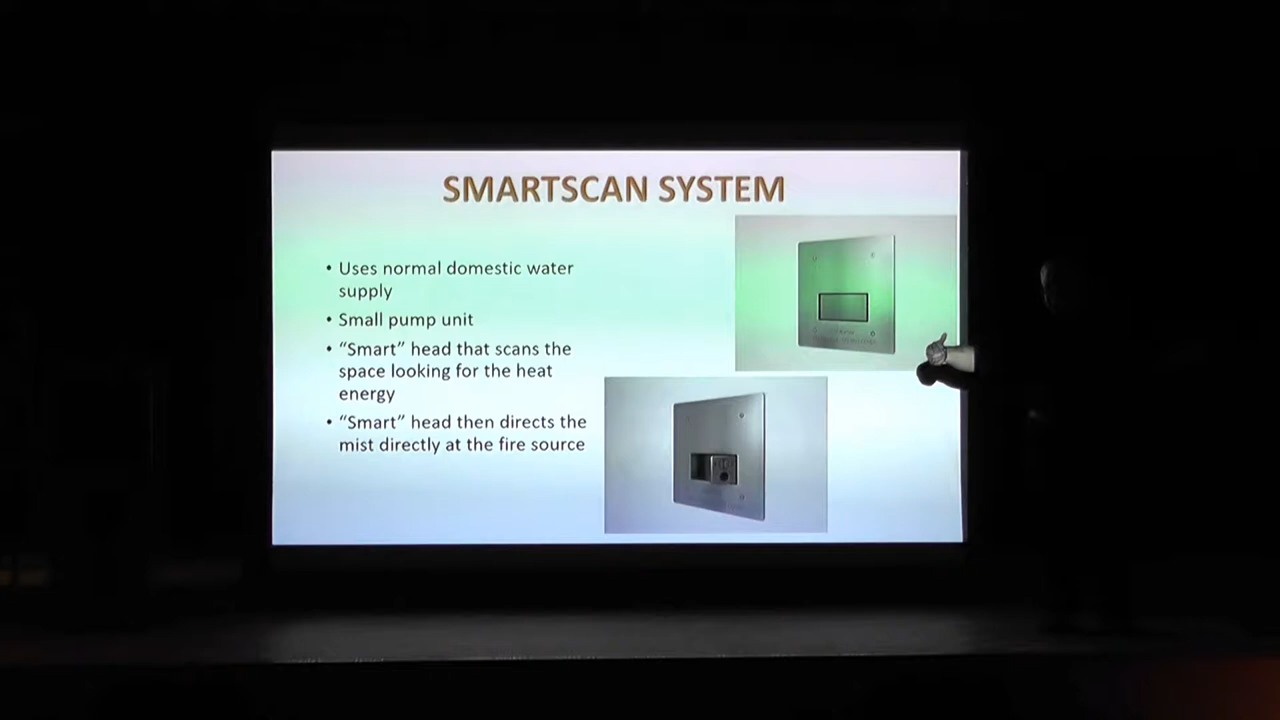 SMARTSCAN SYSTEM
• Uses normal domestic water
supply
• Small pump unit
• “Smart” head that scans the
space looking for the heat
energy
• “Smart” head then directs the
mist directly at the fire source